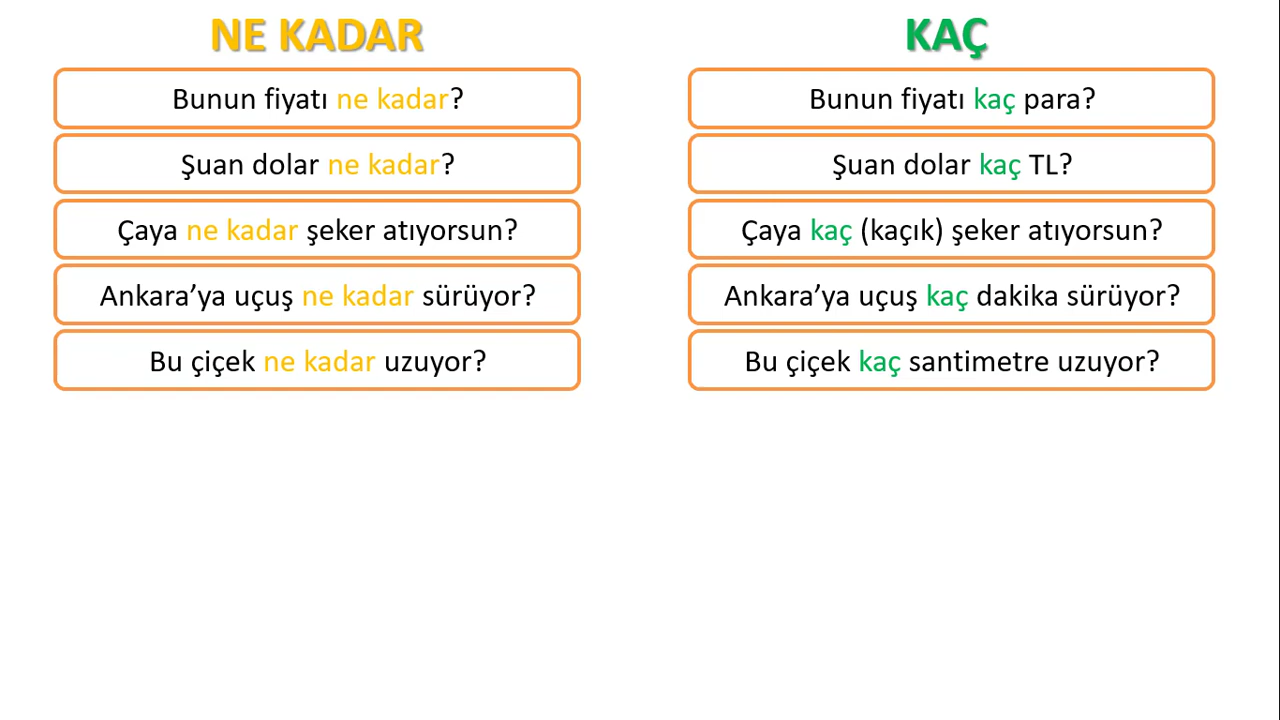 NE KADAR
Bunun fiyatı ne kadar?
Şuan dolar ne kadar?
Çaya ne kadar şeker atıyorsun?
Ankara’ya uçuş ne kadar sürüyor?
Bu çiçek ne kadar uzuyor?
KAÇ
Bunun fiyatı kaç para?
Şuan dolar kaç TL?
Çaya kaç (kaçık) şeker atıyorsun?
Ankara’ya uçuş kaç dakika sürüyor?
Bu çiçek kaç santimetre uzuyor?